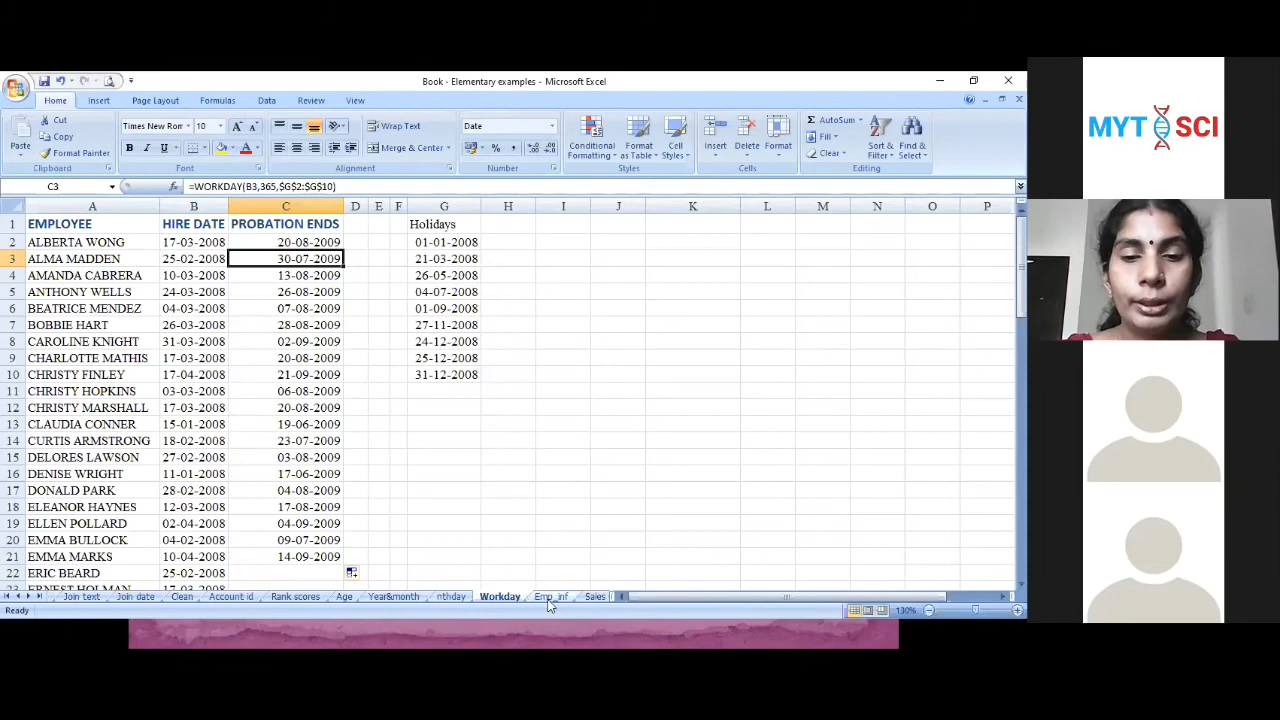 Book - Elementary examples - Microsoft Excel
Home Insert Page Layout Formulas Data Review View
Cut
Copy
Format Painter
Paste
Clipboard
Times New Ron 10
Font
Wrap Text
Merge & Center
Alignment
Date
Number
Conditional Formatting
Format as Table
Cell Styles
Styles
Insert Delete Format
Cells
AutoSum
Fill
Clear
Sort & Filter
Find & Select
Editing
C3 =WORKDAY(B3,365,$G$2:$G$10)
A B C D E F G H I J K L M N O P
1 EMPLOYEE HIRE DATE PROBATION ENDS Holidays
2 ALBERTA WONG 17-03-2008 20-08-2009 01-01-2008
3 ALMA MADDEN 25-02-2008 30-07-2009 21-03-2008
4 AMANDA CABRERA 10-03-2008 13-08-2009 26-05-2008
5 ANTHONY WELLS 24-03-2008 26-08-2009 04-07-2008
6 BEATRICE MENDEZ 04-03-2008 07-08-2009 01-09-2008
7 BOBBIE HART 26-03-2008 28-08-2009 27-11-2008
8 CAROLINE KNIGHT 31-03-2008 02-09-2009 24-12-2008
9 CHARLOTTE MATHIS 17-03-2008 20-08-2009 25-12-2008
10 CHRISTY FINLEY 17-04-2008 21-09-2009 31-12-2008
11 CHRISTY HOPKINS 03-03-2008 06-08-2009
12 CHRISTY MARSHALL 17-03-2008 20-08-2009
13 CLAUDIA CONNER 15-01-2008 19-06-2009
14 CURTIS ARMSTRONG 18-02-2008 23-07-2009
15 DELORES LAWSON 27-02-2008 03-08-2009
16 DENISE WRIGHT 11-01-2008 17-06-2009
17 DONALD PARK 28-02-2008 04-08-2009
18 ELEANOR HAYNES 12-03-2008 17-08-2009
19 ELLEN POLLARD 02-04-2008 04-09-2009
20 EMMA BULLOCK 04-02-2008 09-07-2009
21 EMMA MARKS 10-04-2008 14-09-2009
22 ERIC BEARD 25-02-2008
23 ERNEST HOLMAN 17-03-2008
Join text Join date Clean Account id Rank scores Age Year&month nthday Workday Emp_inf Sales
Ready 130%
MYT SCI